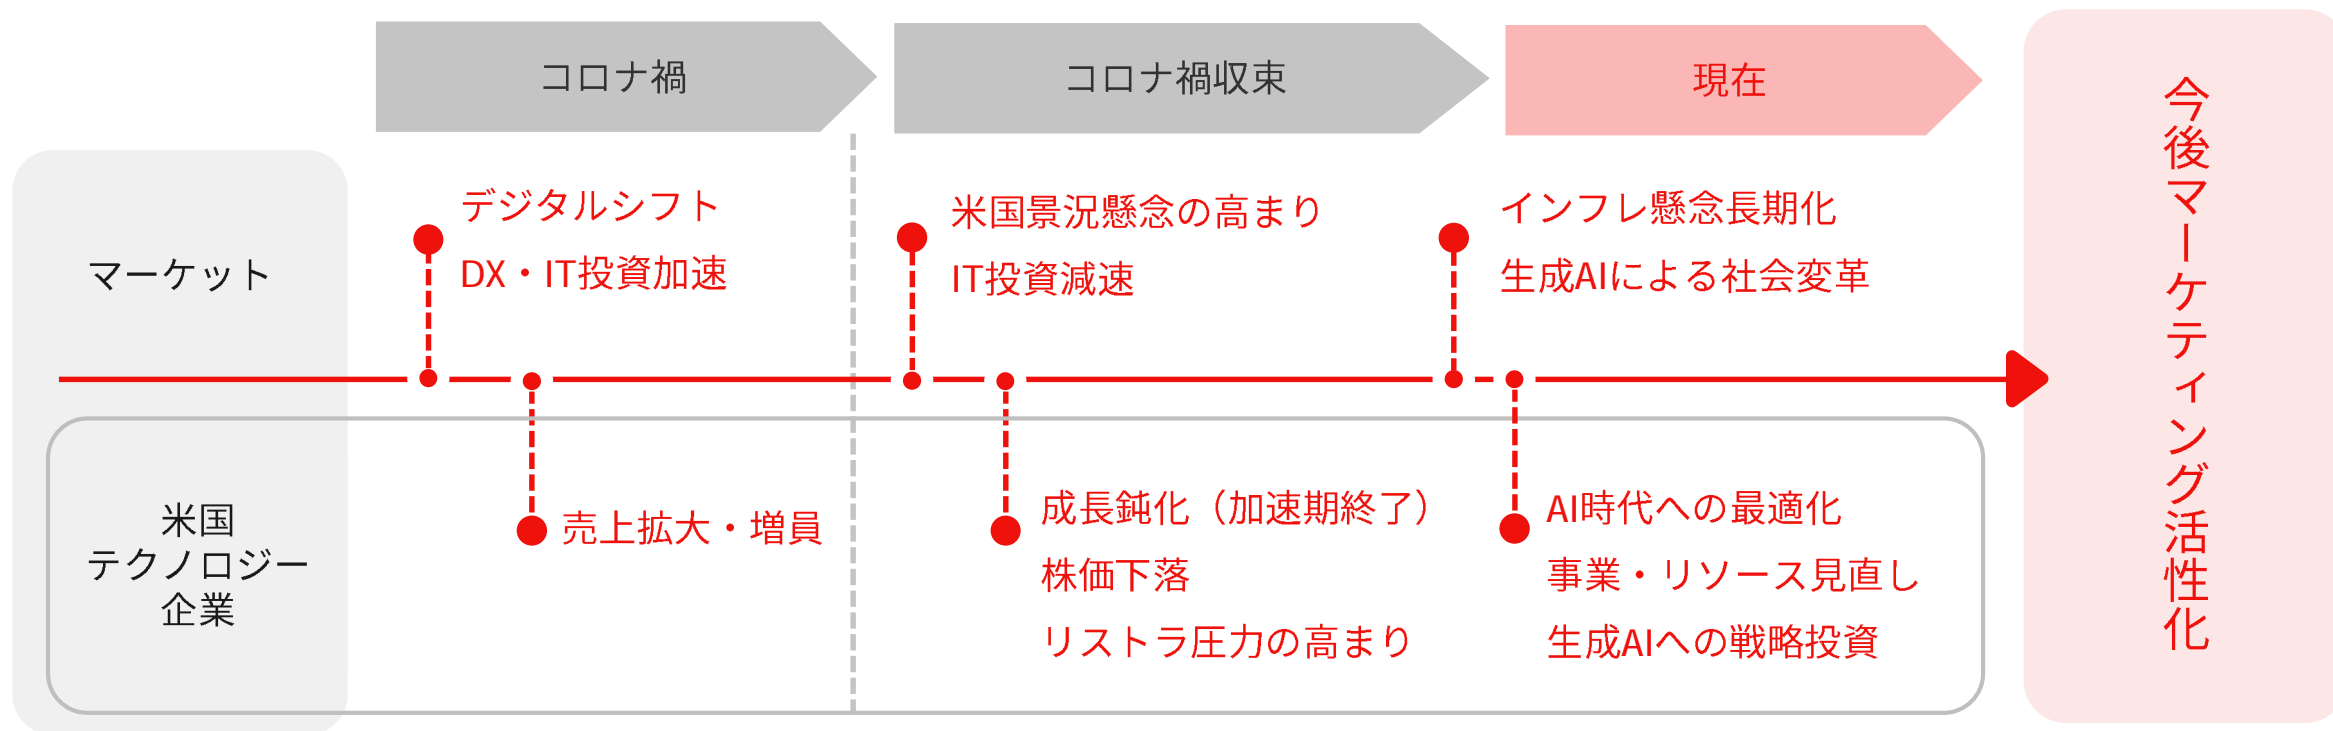 コロナ禍
コロナ禍収束
現在
マーケット
デジタルシフト
DX・IT投資加速
米国景況懸念の高まり
IT投資減速
インフレ懸念長期化
生成AIによる社会変革
米国
テクノロジー
企業
売上拡大・増員
成長鈍化（加速期終了）
株価下落
リストラ圧力の高まり
AI時代への最適化
事業・リソース見直し
生成AIへの戦略投資
今後マーケティング活性化